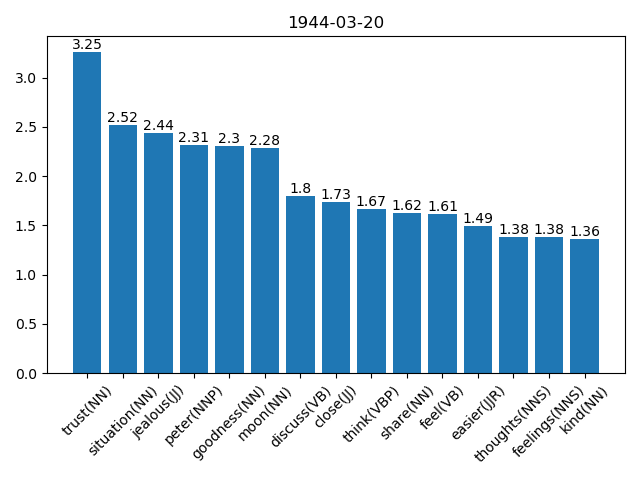 1944-03-20
3.25
2.52
2.44
2.31
2.3
2.28
1.8
1.73
1.67
1.62
1.61
1.49
1.38
1.38
1.36
3.0
2.5
2.0
1.5
1.0
0.5
0.0
trust(NN)
situation(NN)
jealous(JJ)
peter(NNP)
goodness(NN)
moon(NN)
discuss(VB)
close(JJ)
think(VBP)
share(NN)
feel(VB)
easier(JJR)
thoughts(NNS)
feelings(NNS)
kind(NN)